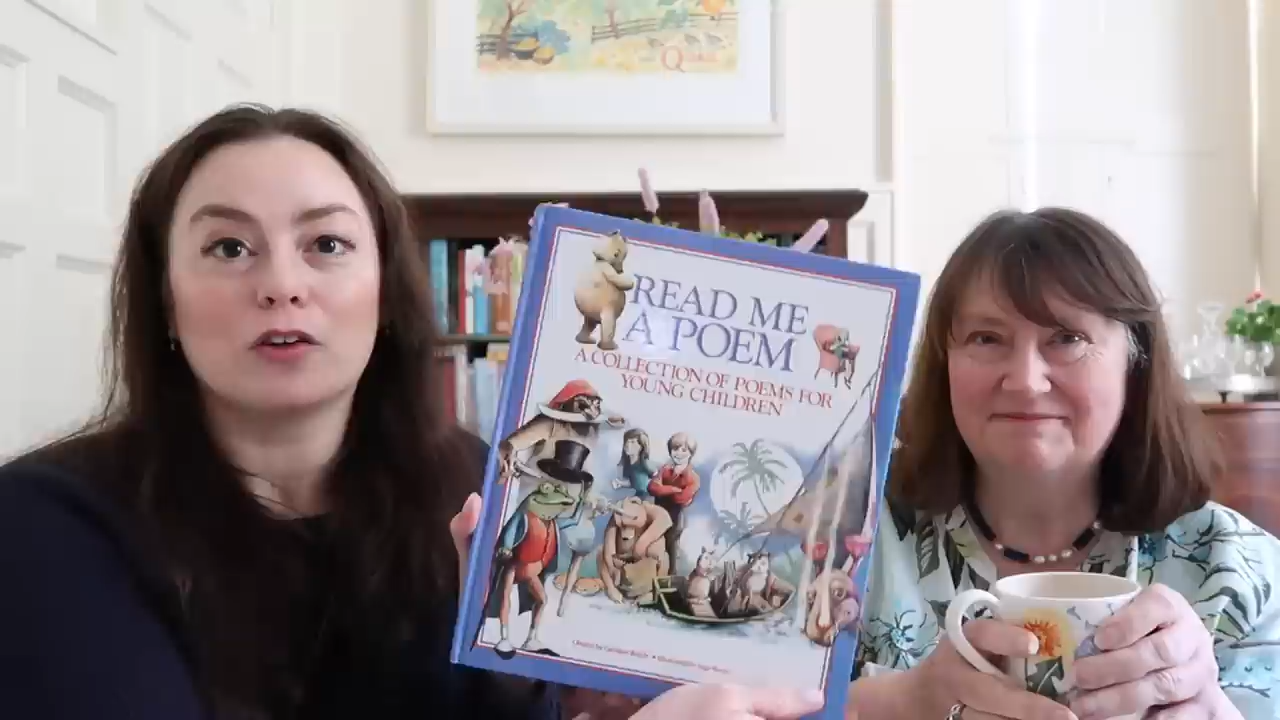 READ ME
A POEM
A COLLECTION OF POEMS FOR
YOUNG CHILDREN